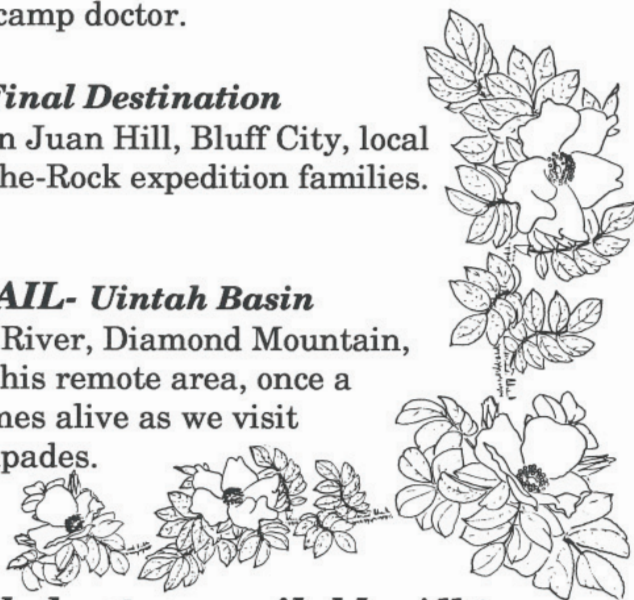 camp doctor.
Final Destination
n Juan Hill, Bluff City, local
he-Rock expedition families.
AIL- Uintah Basin
River, Diamond Mountain,
his remote area, once a
mes alive as we visit
pades.